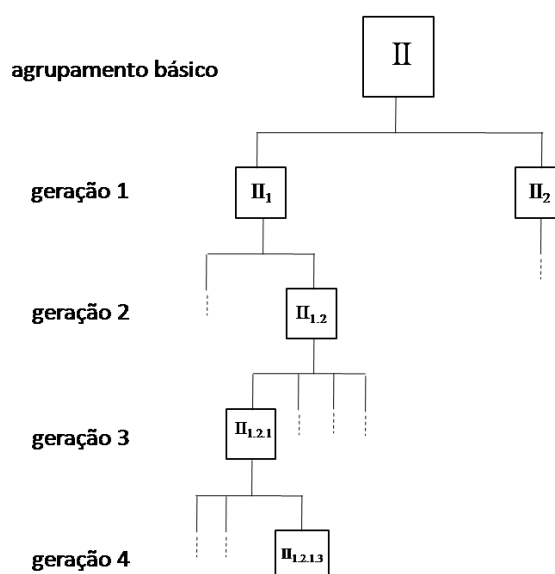 agrupamento básico II
geração 1 II₁ II₂
geração 2 II₁.₂
geração 3 II₁.₂.₁
geração 4 II₁.₂.₁.₃